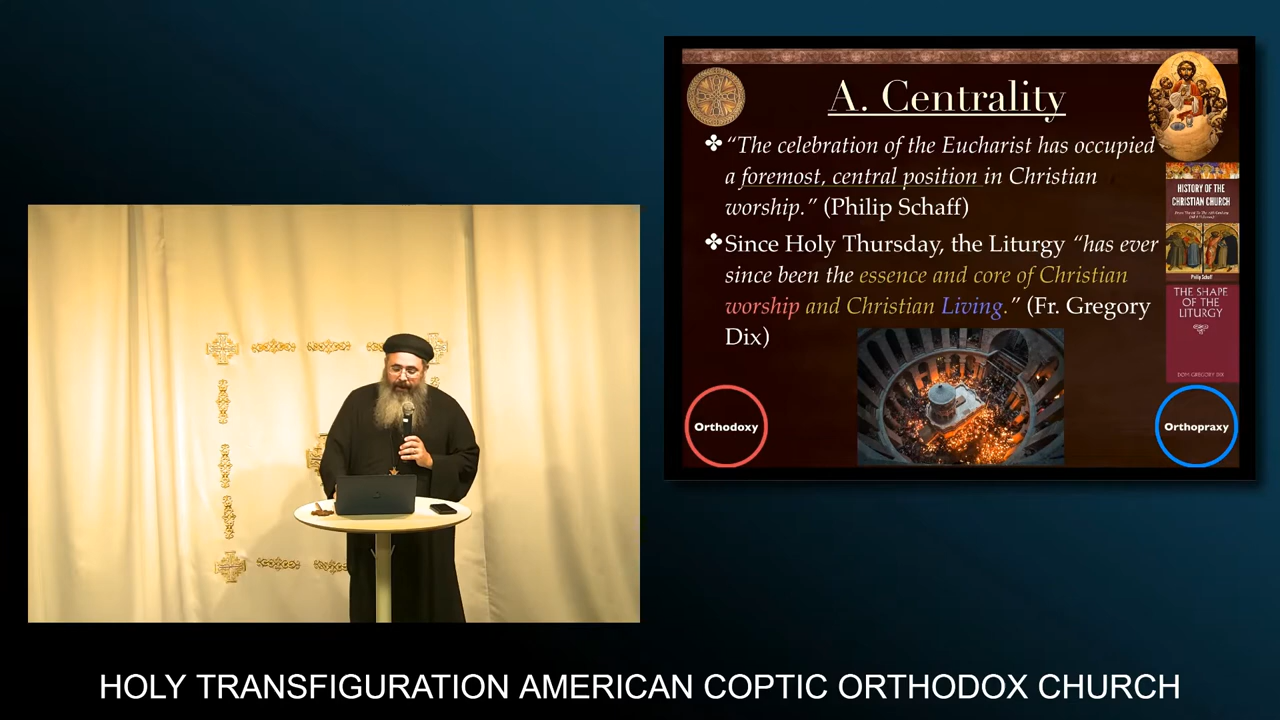 A. Centrality
“The celebration of the Eucharist has occupied
a foremost, central position in Christian
worship.” (Philip Schaff)
Since Holy Thursday, the Liturgy “has ever
since been the essence and core of Christian
worship and Christian Living.” (Fr. Gregory
Dix)
HISTORY OF THE
CHRISTIAN CHURCH
Philip Schaff
THE SHAPE
OF THE
LITURGY
DOM GREGORY DIX
Orthodoxy
Orthopraxy
HOLY TRANSFIGURATION AMERICAN COPTIC ORTHODOX CHURCH